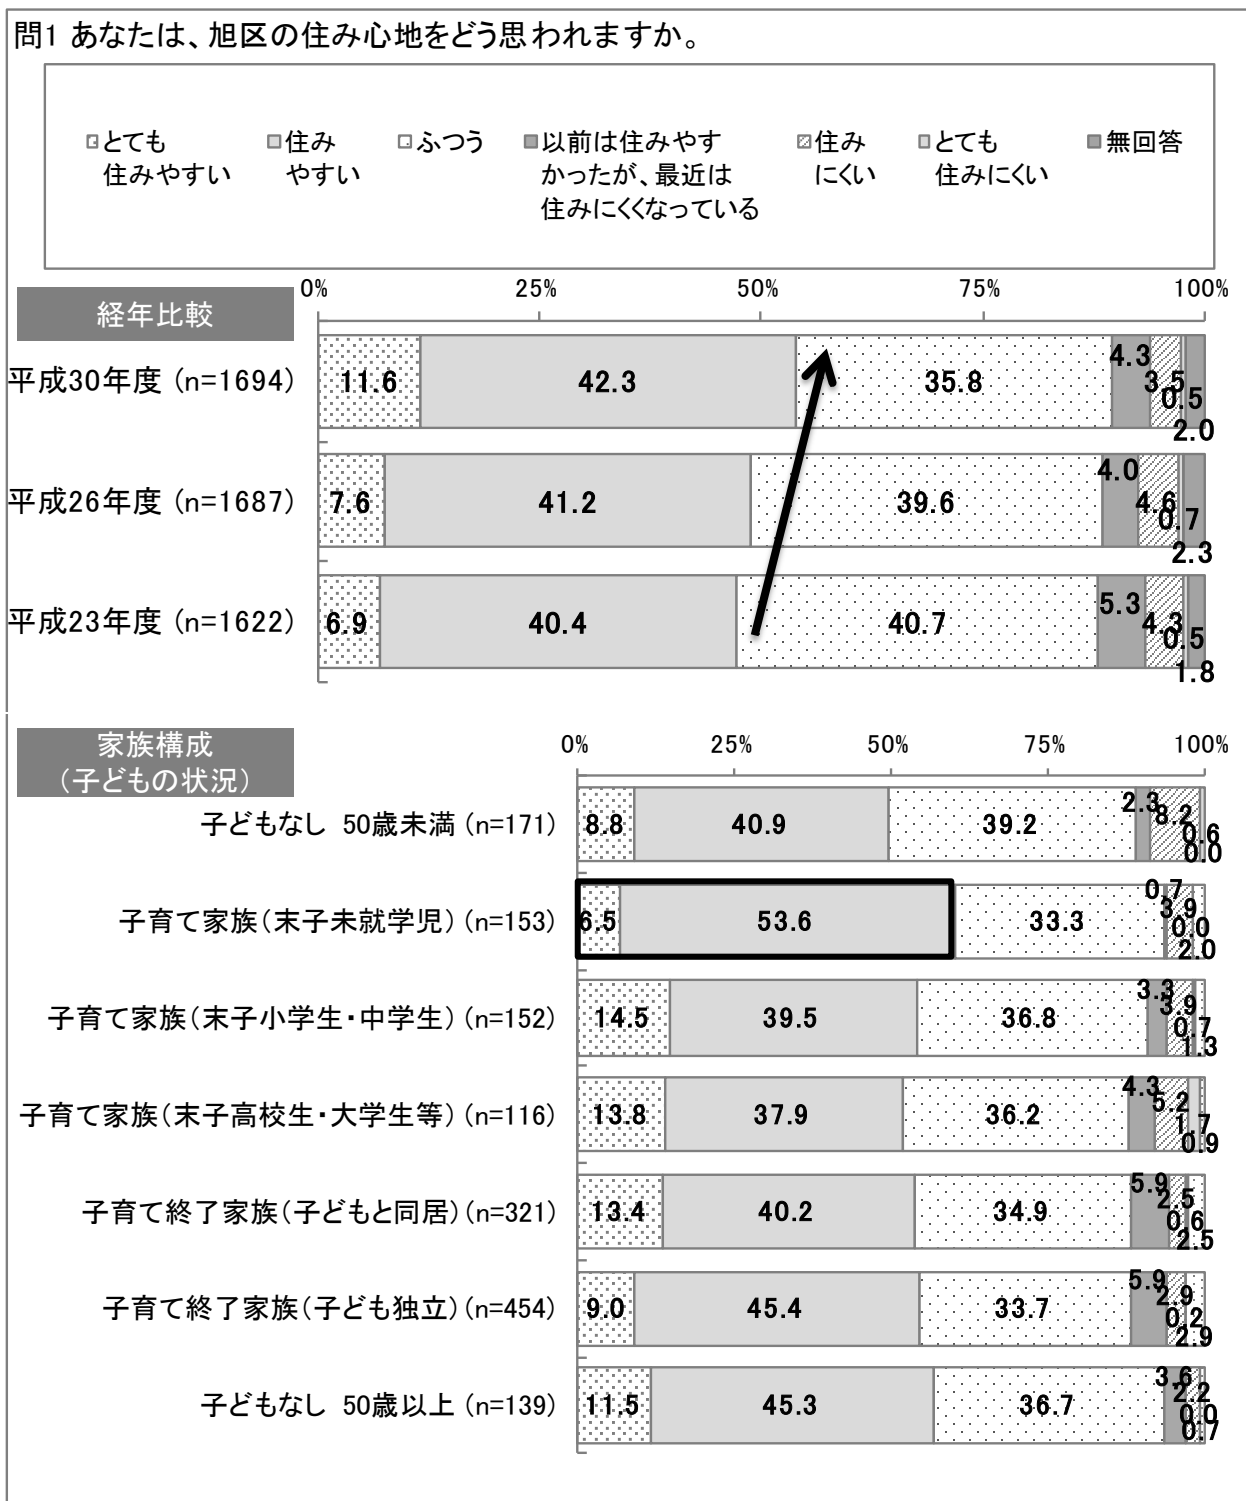 問1 あなたは、旭区の住み心地をどう思われますか。
とても 住みやすい
住み やすい
ふつう
以前は住みやす かったが、最近は 住みにくくなっている
住み にくい
とても 住みにくい
無回答
経年比較
0% 25% 50% 75% 100%
平成30年度 (n=1694) 11.6 42.3 35.8 4.3 3.5 0.5 2.0
平成26年度 (n=1687) 7.6 41.2 39.6 4.0 4.6 0.7 2.3
平成23年度 (n=1622) 6.9 40.4 40.7 5.3 4.3 0.5 1.8
家族構成
（子どもの状況）
0% 25% 50% 75% 100%
子どもなし 50歳未満 (n=171) 8.8 40.9 39.2 2.3 8.2 0.6 0.0
子育て家族（末子未就学児）(n=153) 6.5 53.6 33.3 0.7 3.9 0.0 2.0
子育て家族（末子小学生・中学生）(n=152) 14.5 39.5 36.8 3.3 3.9 0.7 1.3
子育て家族（末子高校生・大学生等）(n=116) 13.8 37.9 36.2 4.3 5.2 1.7 0.9
子育て終了家族（子どもと同居）(n=321) 13.4 40.2 34.9 5.9 2.5 0.6 2.5
子育て終了家族（子ども独立）(n=454) 9.0 45.4 33.7 5.9 2.9 0.2 2.9
子どもなし 50歳以上 (n=139) 11.5 45.3 36.7 3.6 2.2 0.0 0.7